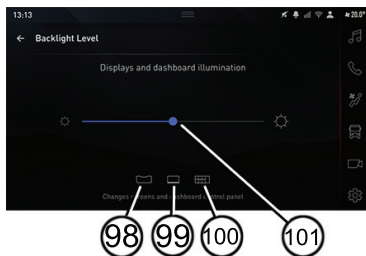 13:13
20.0°
← Backlight Level
Displays and dashboard illumination
Changes screens and dashboard control panel
98 99 100 101